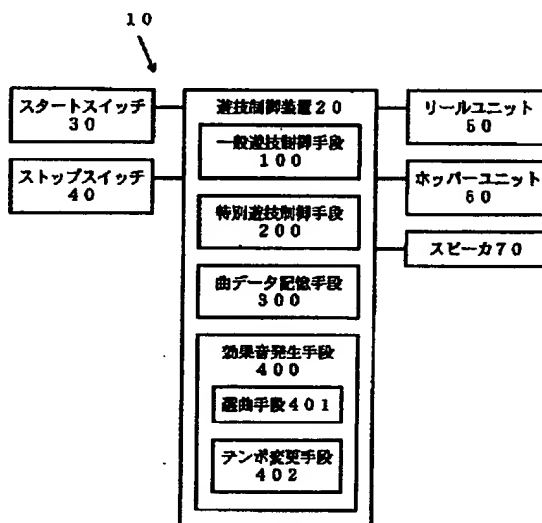 １０
スタートスイッチ
３０
ストップスイッチ
４０
遊技制御装置２０
一般遊技制御手段
１００
特別遊技制御手段
２００
曲データ記憶手段
３００
効果音発生手段
４００
選曲手段４０１
テンポ変更手段
４０２
リールユニット
５０
ホッパーユニット
６０
スピーカ７０